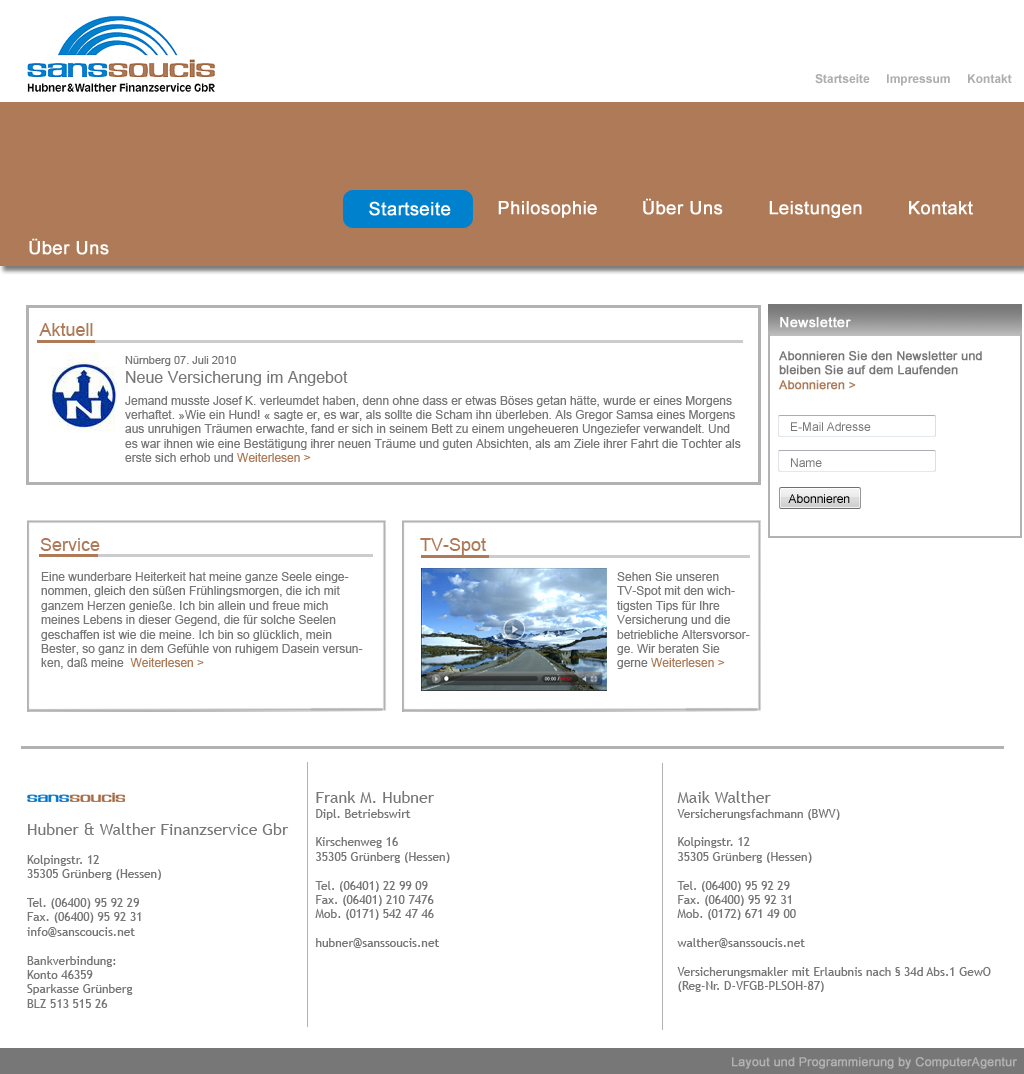 sanssoucis
Hubner & Walther Finanzservice GbR
Startseite Impressum Kontakt
Startseite Philosophie Über Uns Leistungen Kontakt
Über Uns
Aktuell
Nürnberg 07. Juli 2010
Neue Versicherung im Angebot
Jemand musste Josef K. verleumdet haben, denn ohne dass er etwas Böses getan hätte, wurde er eines Morgens
verhaftet. »Wie ein Hund! « sagte er, es war, als sollte die Scham ihn überleben. Als Gregor Samsa eines Morgens
aus unruhigen Träumen erwachte, fand er sich in seinem Bett zu einem ungeheueren Ungeziefer verwandelt. Und
es war ihnen wie eine Bestätigung ihrer neuen Träume und guten Absichten, als am Ziele ihrer Fahrt die Tochter als
erste sich erhob und Weiterlesen >
N
Newsletter
Abonnieren Sie den Newsletter und
bleiben Sie auf dem Laufenden
Abonnieren >
E-Mail Adresse
Name
Abonnieren
Service
Eine wunderbare Heiterkeit hat meine ganze Seele einge-
nommen, gleich den süßen Frühlingsmorgen, die ich mit
ganzem Herzen genieße. Ich bin allein und freue mich
meines Lebens in dieser Gegend, die für solche Seelen
geschaffen ist wie die meine. Ich bin so glücklich, mein
Bester, so ganz in dem Gefühle von ruhigem Dasein versun-
ken, daß meine Weiterlesen >
TV-Spot
Sehen Sie unseren
TV-Spot mit den wich-
tigsten Tips für Ihre
Versicherung und die
betriebliche Altersvorsor-
ge. Wir beraten Sie
gerne Weiterlesen >
sanssoucis
Hubner & Walther Finanzservice Gbr
Kolpingstr. 12
35305 Grünberg (Hessen)
Tel. (06400) 95 92 29
Fax. (06400) 95 92 31
info@sanscoucis.net
Bankverbindung:
Konto 46359
Sparkasse Grünberg
BLZ 513 515 26
Frank M. Hubner
Dipl. Betriebswirt
Kirschenweg 16
35305 Grünberg (Hessen)
Tel. (06401) 22 99 09
Fax. (06401) 210 7476
Mob. (0171) 542 47 46
hubner@sanssoucis.net
Maik Walther
Versicherungsfachmann (BWV)
Kolpingstr. 12
35305 Grünberg (Hessen)
Tel. (06400) 95 92 29
Fax. (06400) 95 92 31
Mob. (0172) 671 49 00
walther@sanssoucis.net
Versicherungsmakler mit Erlaubnis nach § 34d Abs.1 GewO
(Reg-Nr. D-VFGB-PLSOH-87)
Layout und Programmierung by ComputerAgentur